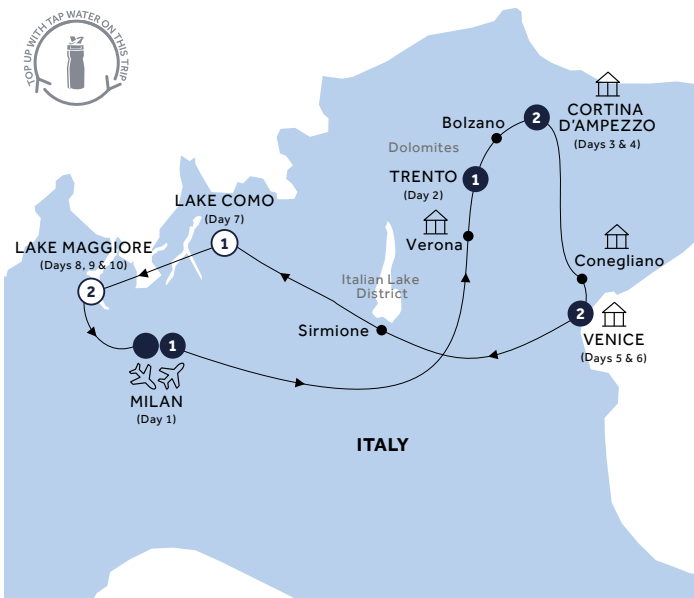 TOP UP WITH TAP WATER ON THIS TRIP
2
CORTINA
D'AMPEZZO
(Days 3 & 4)
Bolzano
Dolomites
TRENTO
(Day 2)
1
LAKE COMO
(Day 7)
1
Verona
LAKE MAGGIORE
(Days 8, 9 & 10)
2
Conegliano
Italian Lake
District
Sirmione
2
VENICE
(Days 5 & 6)
1
MILAN
(Day 1)
ITALY